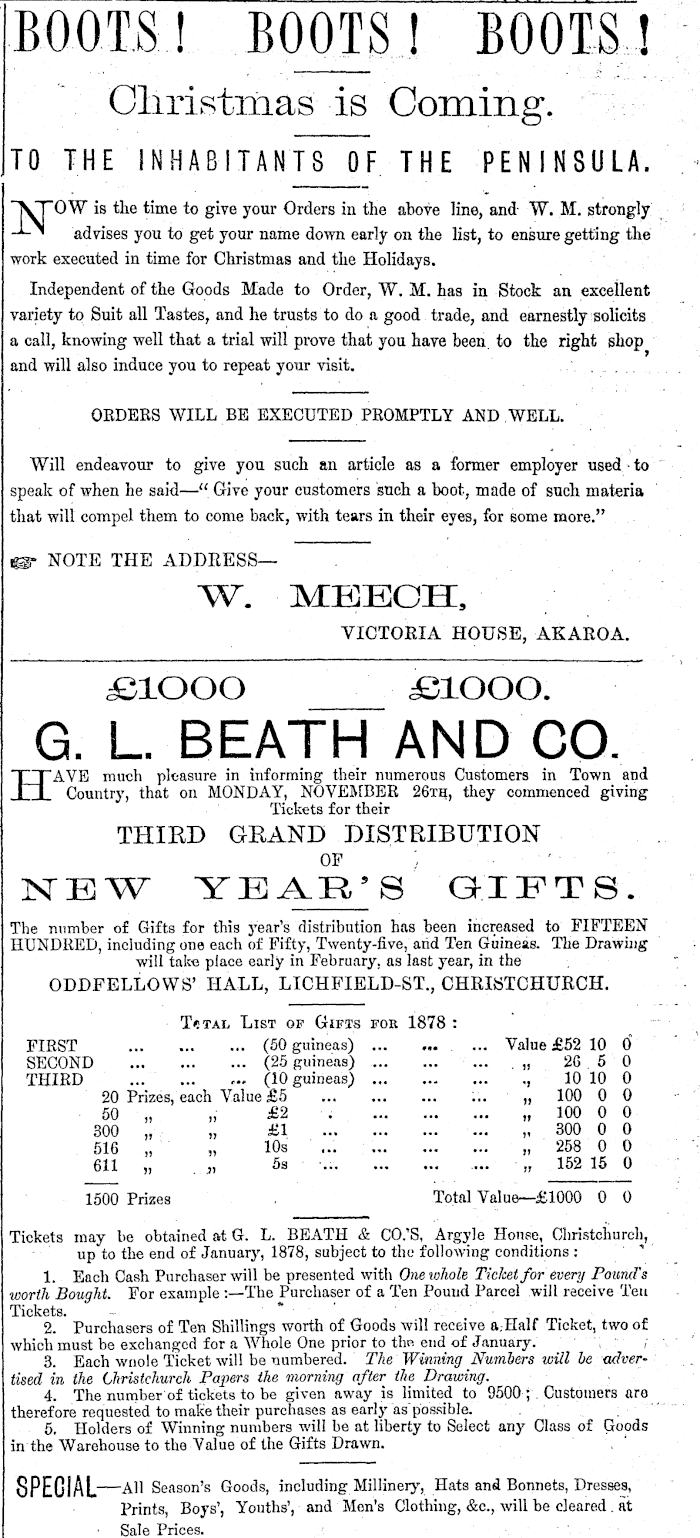 BOOTS! BOOTS! BOOTS!
Christmas is Coming.
TO THE INHABITANTS OF THE PENINSULA.
NOW is the time to give your Orders in the above line, and W. M. strongly
advises you to get your name down early on the list, to ensure getting the
work executed in time for Christmas and the Holidays.
Independent of the Goods Made to Order, W. M. has in Stock an excellent
variety to Suit all Tastes, and he trusts to do a good trade, and earnestly solicits
a call, knowing well that a trial will prove that you have been to the right shop,
and will also induce you to repeat your visit.
ORDERS WILL BE EXECUTED PROMPTLY AND WELL.
Will endeavour to give you such an article as a former employer used to
speak of when he said—“Give your customers such a boot, made of such materia
that will compel them to come back, with tears in their eyes, for some more.”
☞ NOTE THE ADDRESS—
W. MEECH,
VICTORIA HOUSE, AKAROA.
£1000 £1000.
G. L. BEATH AND CO.
HAVE much pleasure in informing their numerous Customers in Town and
Country, that on MONDAY, NOVEMBER 26TH, they commenced giving
Tickets for their
THIRD GRAND DISTRIBUTION
OF
NEW YEAR'S GIFTS.
The number of Gifts for this year's distribution has been increased to FIFTEEN
HUNDRED, including one each of Fifty, Twenty-five, and Ten Guineas. The Drawing
will take place early in February, as last year, in the
ODDFELLOWS' HALL, LICHFIELD-ST., CHRISTCHURCH.
TOTAL LIST OF GIFTS FOR 1878:
FIRST ... ... ... (50 guineas) ... ... ... Value £52 10 0
SECOND ... ... ... (25 guineas) ... ... ... „ 26 5 0
THIRD ... ... ... (10 guineas) ... ... ... „ 10 10 0
20 Prizes, each Value £5 ... ... ... ... „ 100 0 0
50 „ „ £2 . ... ... ... „ 100 0 0
300 „ „ £1 ... ... ... ... „ 300 0 0
516 „ „ 10s ... ... ... ... „ 258 0 0
611 „ „ 5s ... ... ... ... „ 152 15 0
1500 Prizes Total Value—£1000 0 0
Tickets may be obtained at G. L. BEATH & CO.'S, Argyle House, Christchurch,
up to the end of January, 1878, subject to the following conditions:
1. Each Cash Purchaser will be presented with One whole Ticket for every Pound's
worth Bought. For example:—The Purchaser of a Ten Pound Parcel will receive Ten
Tickets.
2. Purchasers of Ten Shillings worth of Goods will receive a Half Ticket, two of
which must be exchanged for a Whole One prior to the end of January.
3. Each whole Ticket will be numbered. The Winning Numbers will be adver-
tised in the Christchurch Papers the morning after the Drawing.
4. The number of tickets to be given away is limited to 9500; Customers are
therefore requested to make their purchases as early as possible.
5. Holders of Winning numbers will be at liberty to Select any Class of Goods
in the Warehouse to the Value of the Gifts Drawn.
SPECIAL—All Season's Goods, including Millinery, Hats and Bonnets, Dresses,
Prints, Boys', Youths', and Men's Clothing, &c., will be cleared at
Sale Prices.